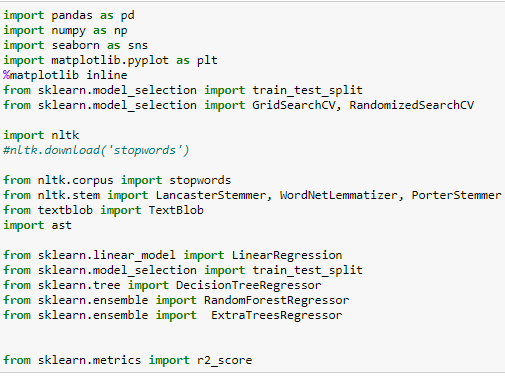 import pandas as pd
import numpy as np
import seaborn as sns
import matplotlib.pyplot as plt
%matplotlib inline
from sklearn.model_selection import train_test_split
from sklearn.model_selection import GridSearchCV, RandomizedSearchCV

import nltk
#nltk.download('stopwords')

from nltk.corpus import stopwords
from nltk.stem import LancasterStemmer, WordNetLemmatizer, PorterStemmer
from textblob import TextBlob
import ast

from sklearn.linear_model import LinearRegression
from sklearn.model_selection import train_test_split
from sklearn.tree import DecisionTreeRegressor
from sklearn.ensemble import RandomForestRegressor
from sklearn.ensemble import  ExtraTreesRegressor


from sklearn.metrics import r2_score